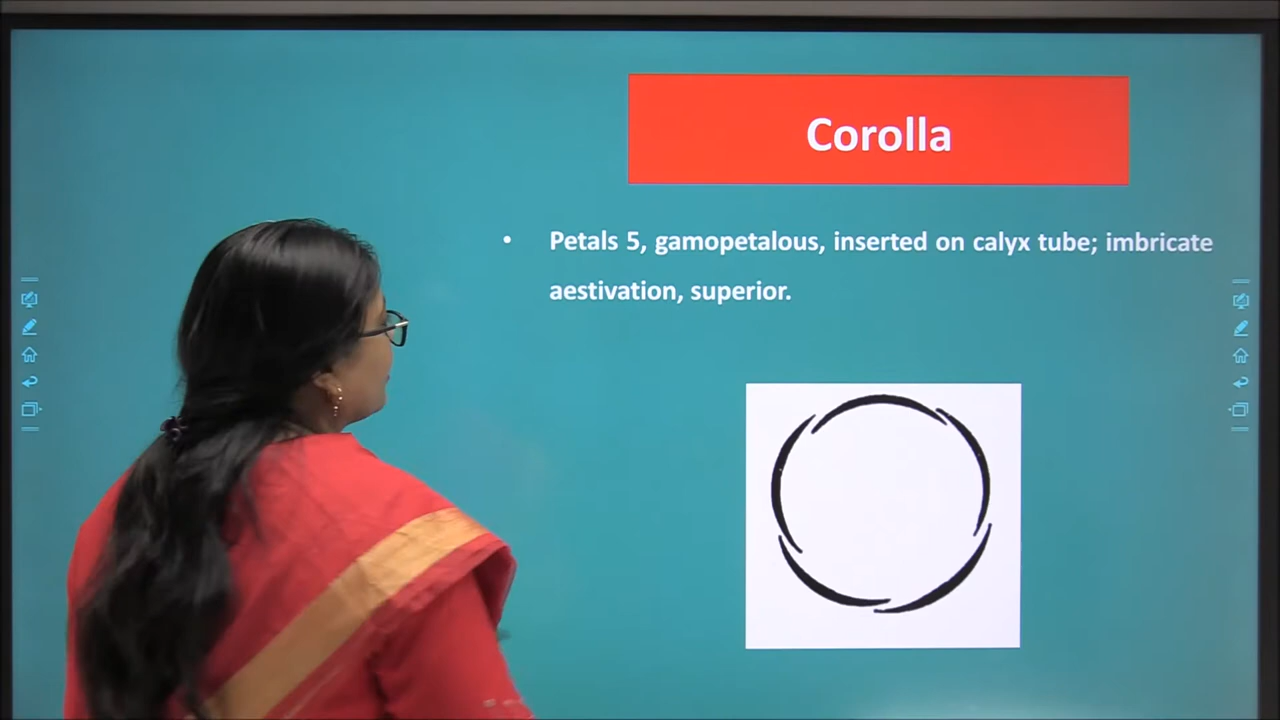 Corolla
• Petals 5, gamopetalous, inserted on calyx tube; imbricate
aestivation, superior.